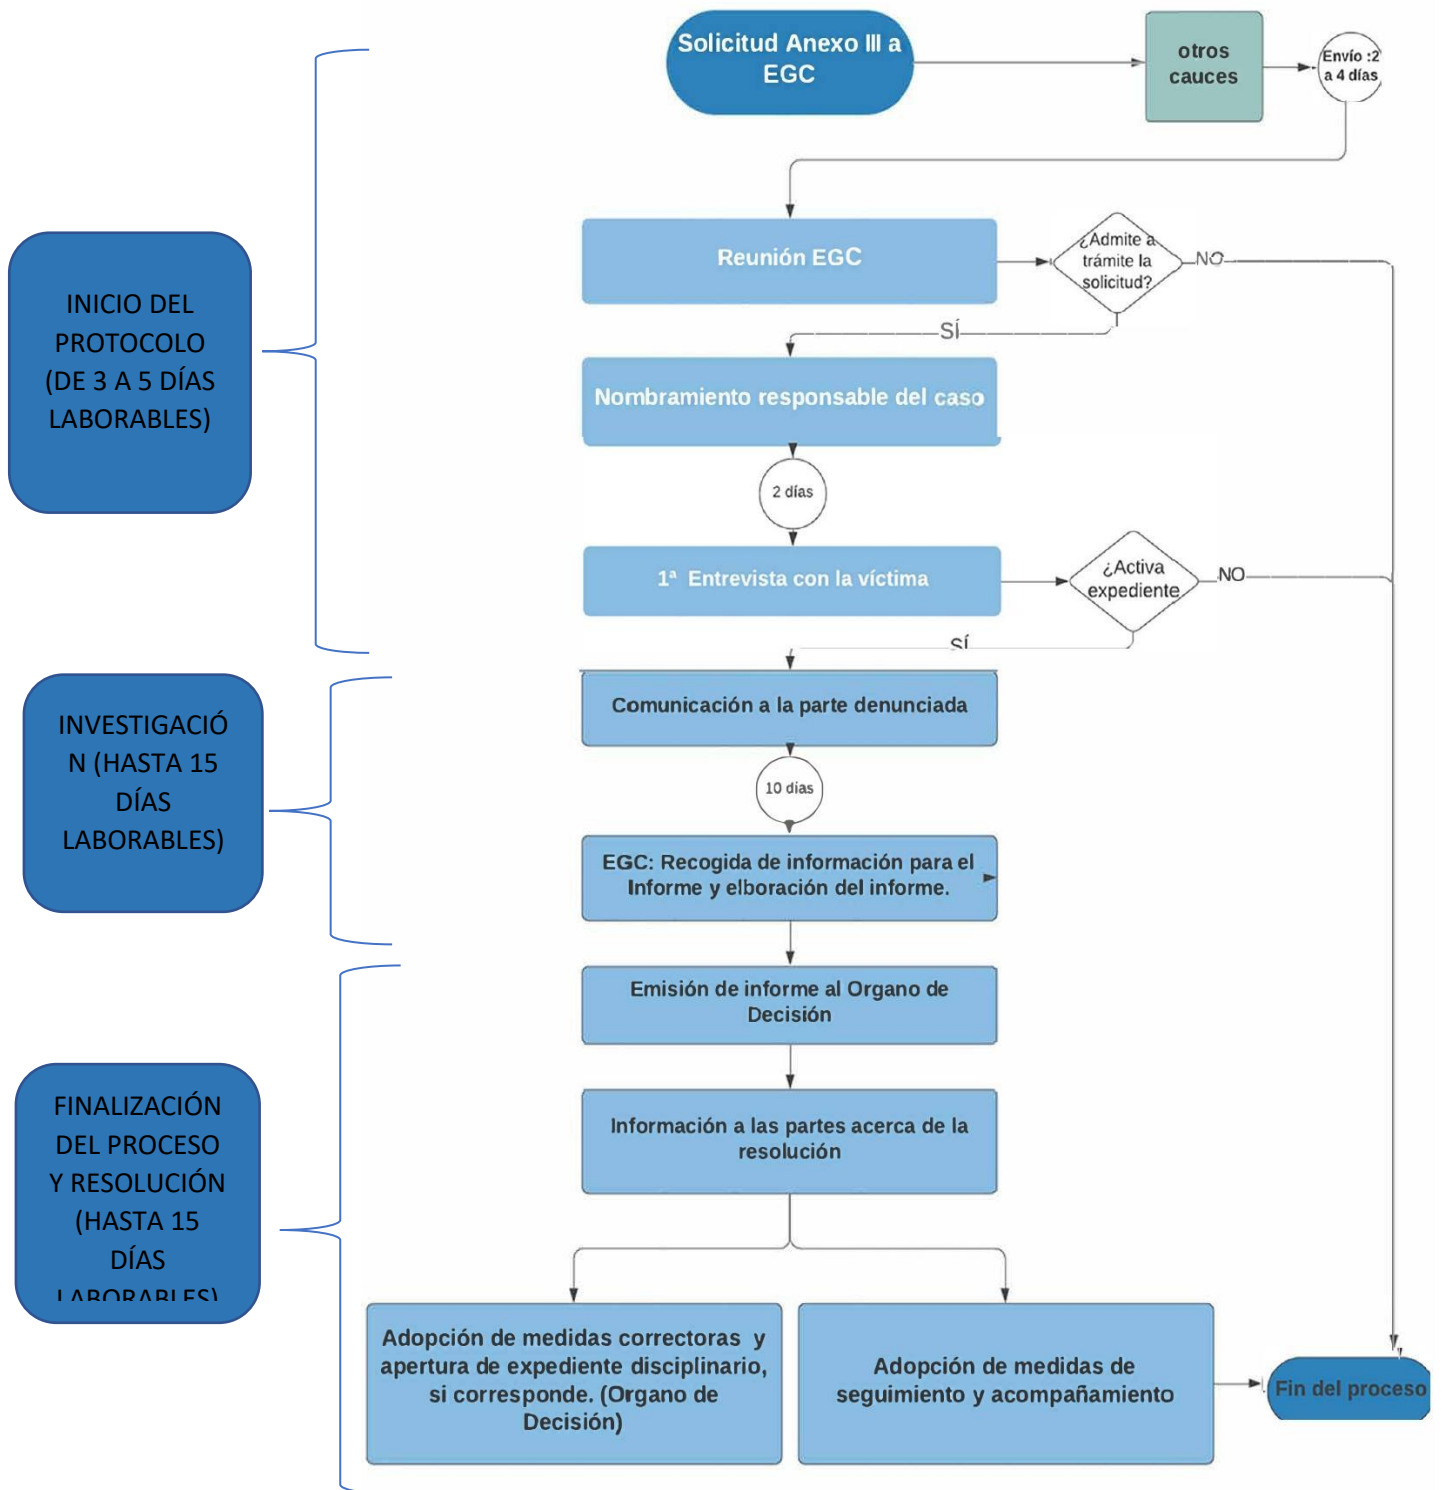 Solicitud Anexo III a
EGC
otros
cauces
Envío :2
a 4 días
Reunión EGC
¿Admite a
trámite la
solicitud?
NO
SÍ
INICIO DEL
PROTOCOLO
(DE 3 A 5 DÍAS
LABORABLES)
Nombramiento responsable del caso
2 días
1ª Entrevista con la víctima
¿Activa
expediente
NO
SÍ
INVESTIGACIÓ
N (HASTA 15
DÍAS
LABORABLES)
Comunicación a la parte denunciada
10 días
EGC: Recogida de información para el
Informe y elboración del informe.
Emisión de informe al Organo de
Decisión
FINALIZACIÓN
DEL PROCESO
Y RESOLUCIÓN
(HASTA 15
DÍAS
LABORABLES)
Información a las partes acerca de la
resolución
Adopción de medidas correctoras y
apertura de expediente disciplinario,
si corresponde. (Organo de
Decisión)
Adopción de medidas de
seguimiento y acompañamiento
Fin del proceso